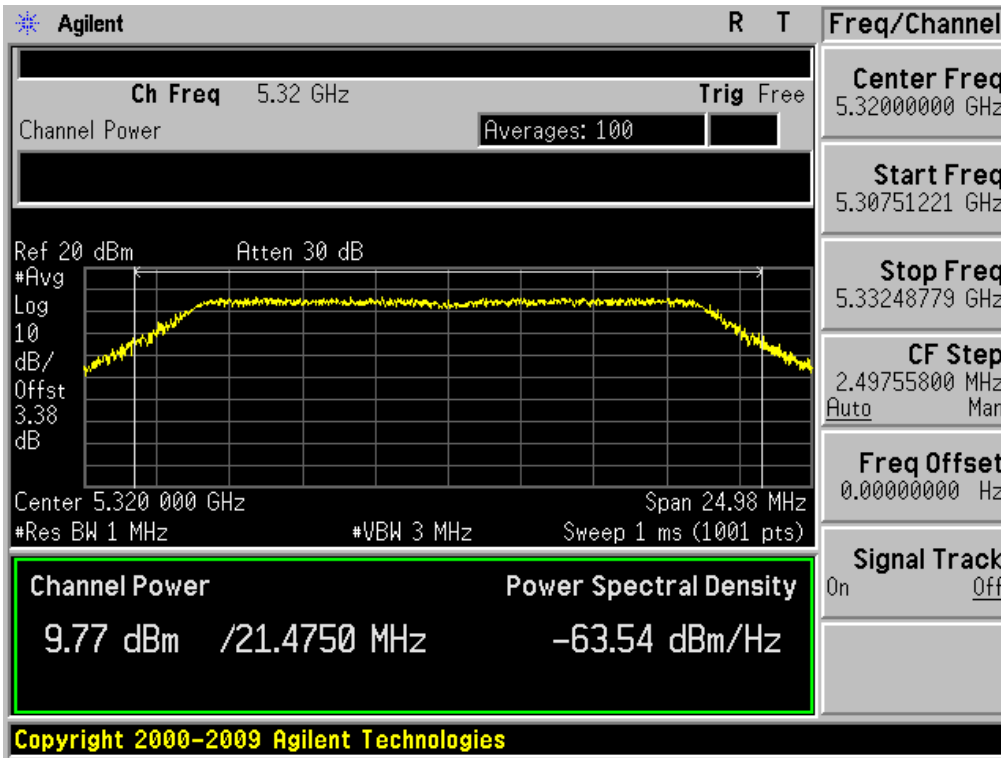 Agilent R T
Freq/Channel
Ch Freq 5.32 GHz Trig Free
Channel Power Averages: 100
Center Freq
5.32000000 GHz
Start Freq
5.30751221 GHz
Stop Freq
5.33248779 GHz
CF Step
2.49755800 MHz
Auto Man
Freq Offset
0.00000000 Hz
Signal Track
On Off
Ref 20 dBm Atten 30 dB
#Avg
Log
10
dB/
Offst
3.38
dB
Center 5.320 000 GHz Span 24.98 MHz
#Res BW 1 MHz #VBW 3 MHz Sweep 1 ms (1001 pts)
Channel Power Power Spectral Density
9.77 dBm /21.4750 MHz -63.54 dBm/Hz
Copyright 2000-2009 Agilent Technologies